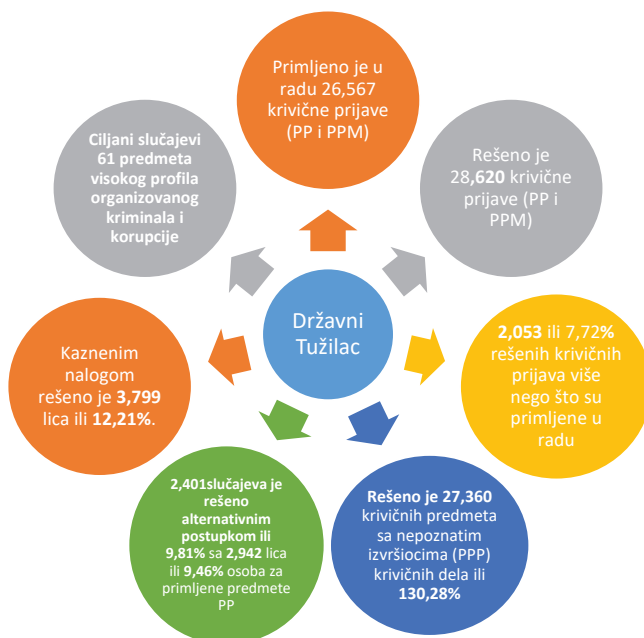 Primljeno je u
radu 26,567
krivične prijave
(PP i PPM)
Rešeno je
28,620 krivične
prijave (PP i
PPM)
2,053 ili 7,72%
rešenih krivičnih
prijava više
nego što su
primljene u
radu
Rešeno je 27,360
krivičnih predmeta
sa nepoznatim
izvršiocima (PPP)
krivičnih dela ili
130,28%
2,401slučajeva je
rešeno
alternativnim
postupkom ili
9,81% sa 2,942 lica
ili 9,46% osoba za
primljene predmete
PP
Kaznenim
nalogom
rešeno je 3,799
lica ili 12,21%.
Ciljani slučajevi
61 predmeta
visokog profila
organizovanog
kriminala i
korupcije
Državni
Tužilac